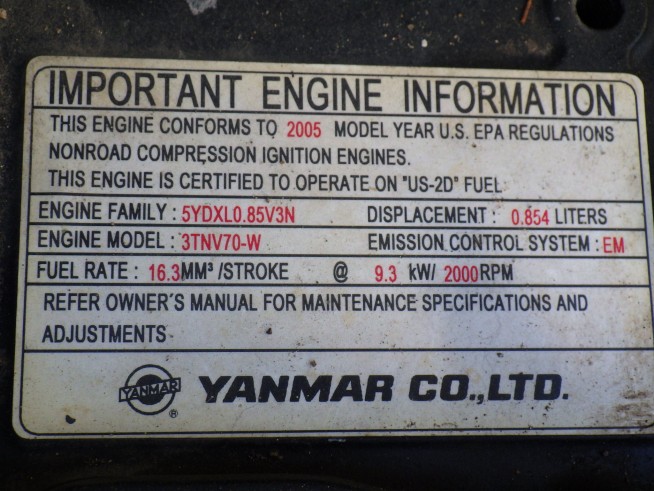 IMPORTANT ENGINE INFORMATION
THIS ENGINE CONFORMS TO 2005 MODEL YEAR U.S. EPA REGULATIONS
NONROAD COMPRESSION IGNITION ENGINES.
THIS ENGINE IS CERTIFIED TO OPERATE ON "US-2D" FUEL
ENGINE FAMILY : 5YDXL0.85V3N DISPLACEMENT : 0.854 LITERS
ENGINE MODEL : 3TNV70-W EMISSION CONTROL SYSTEM : EM
FUEL RATE : 16.3MM³ /STROKE @ 9.3 kW/ 2000RPM
REFER OWNER'S MANUAL FOR MAINTENANCE SPECIFICATIONS AND
ADJUSTMENTS.
YANMAR ® YANMAR CO.,LTD.